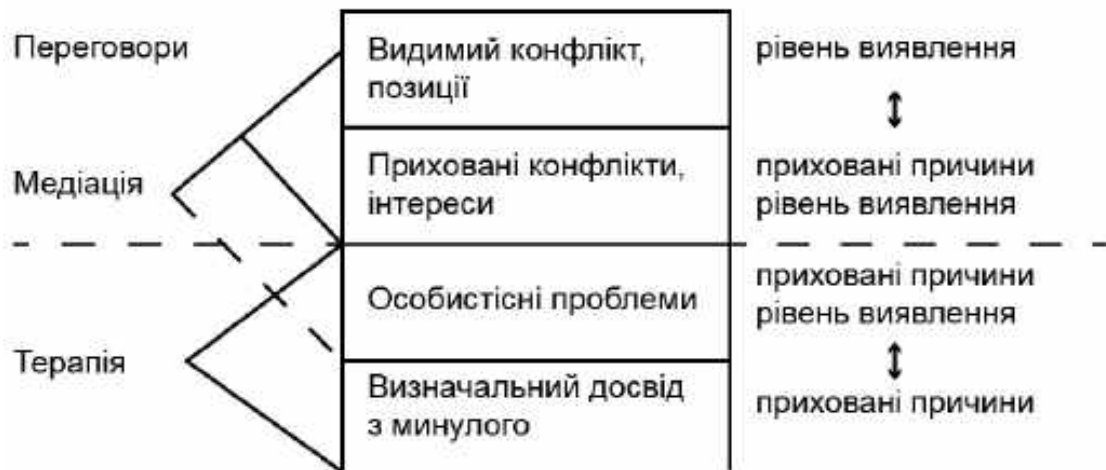 Переговори
Видимий конфлікт,
позиції
рівень виявлення
Медіація
Приховані конфлікти,
інтереси
приховані причини
рівень виявлення
Особистісні проблеми
приховані причини
рівень виявлення
Терапія
Визначальний досвід
з минулого
приховані причини